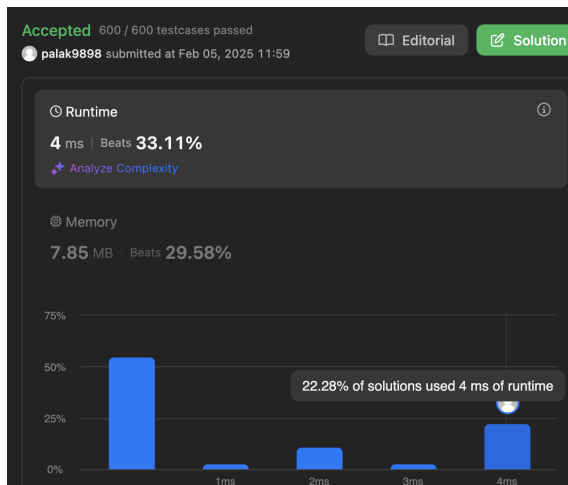 Accepted 600 / 600 testcases passed
Editorial
Solution
palak9898 submitted at Feb 05, 2025 11:59
Runtime
4 ms | Beats 33.11%
Analyze Complexity
Memory
7.85 MB | Beats 29.58%
75%
50%
22.28% of solutions used 4 ms of runtime
25%
0%
1ms 2ms 3ms 4ms